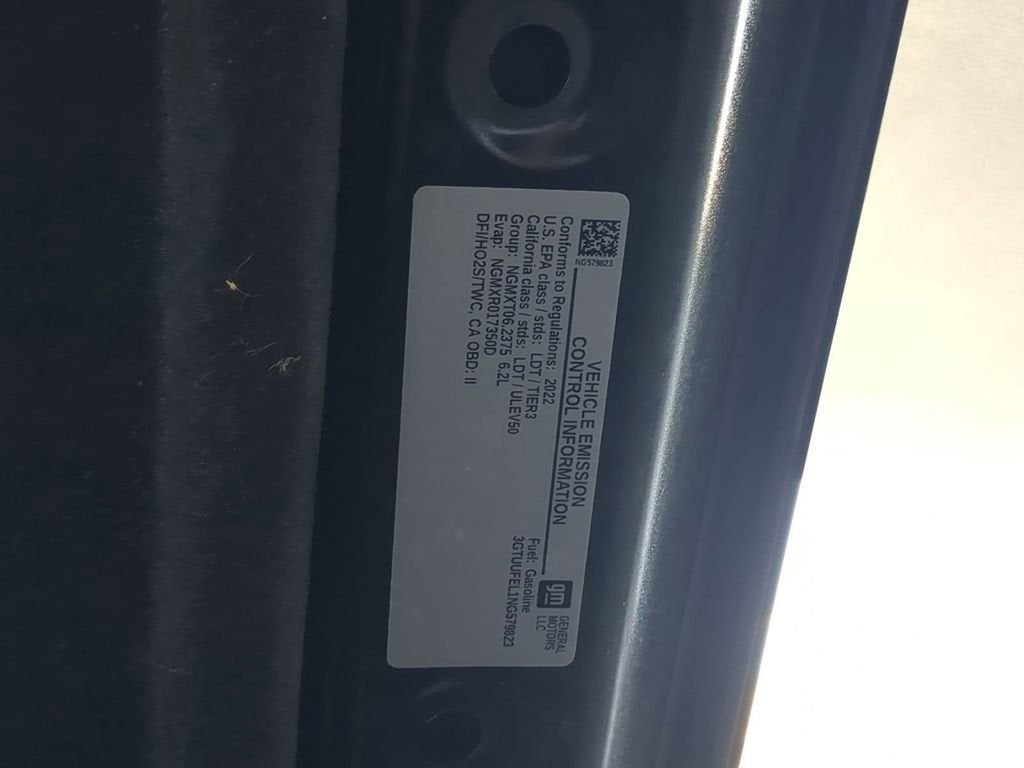 NG579823
VEHICLE EMISSION
CONTROL INFORMATION
gm
GENERAL
MOTORS
LLC
Conforms to Regulations: 2022
U.S. EPA class / stds: LDT / TIER3
California class / stds: LDT / ULEV50
Group: NGMXT06.2375 6.2L
Evap: NGMXR017350D
DFI/HO2S/TWC, CA OBD: II
Fuel: Gasoline
3GTUUFEL1NG579823